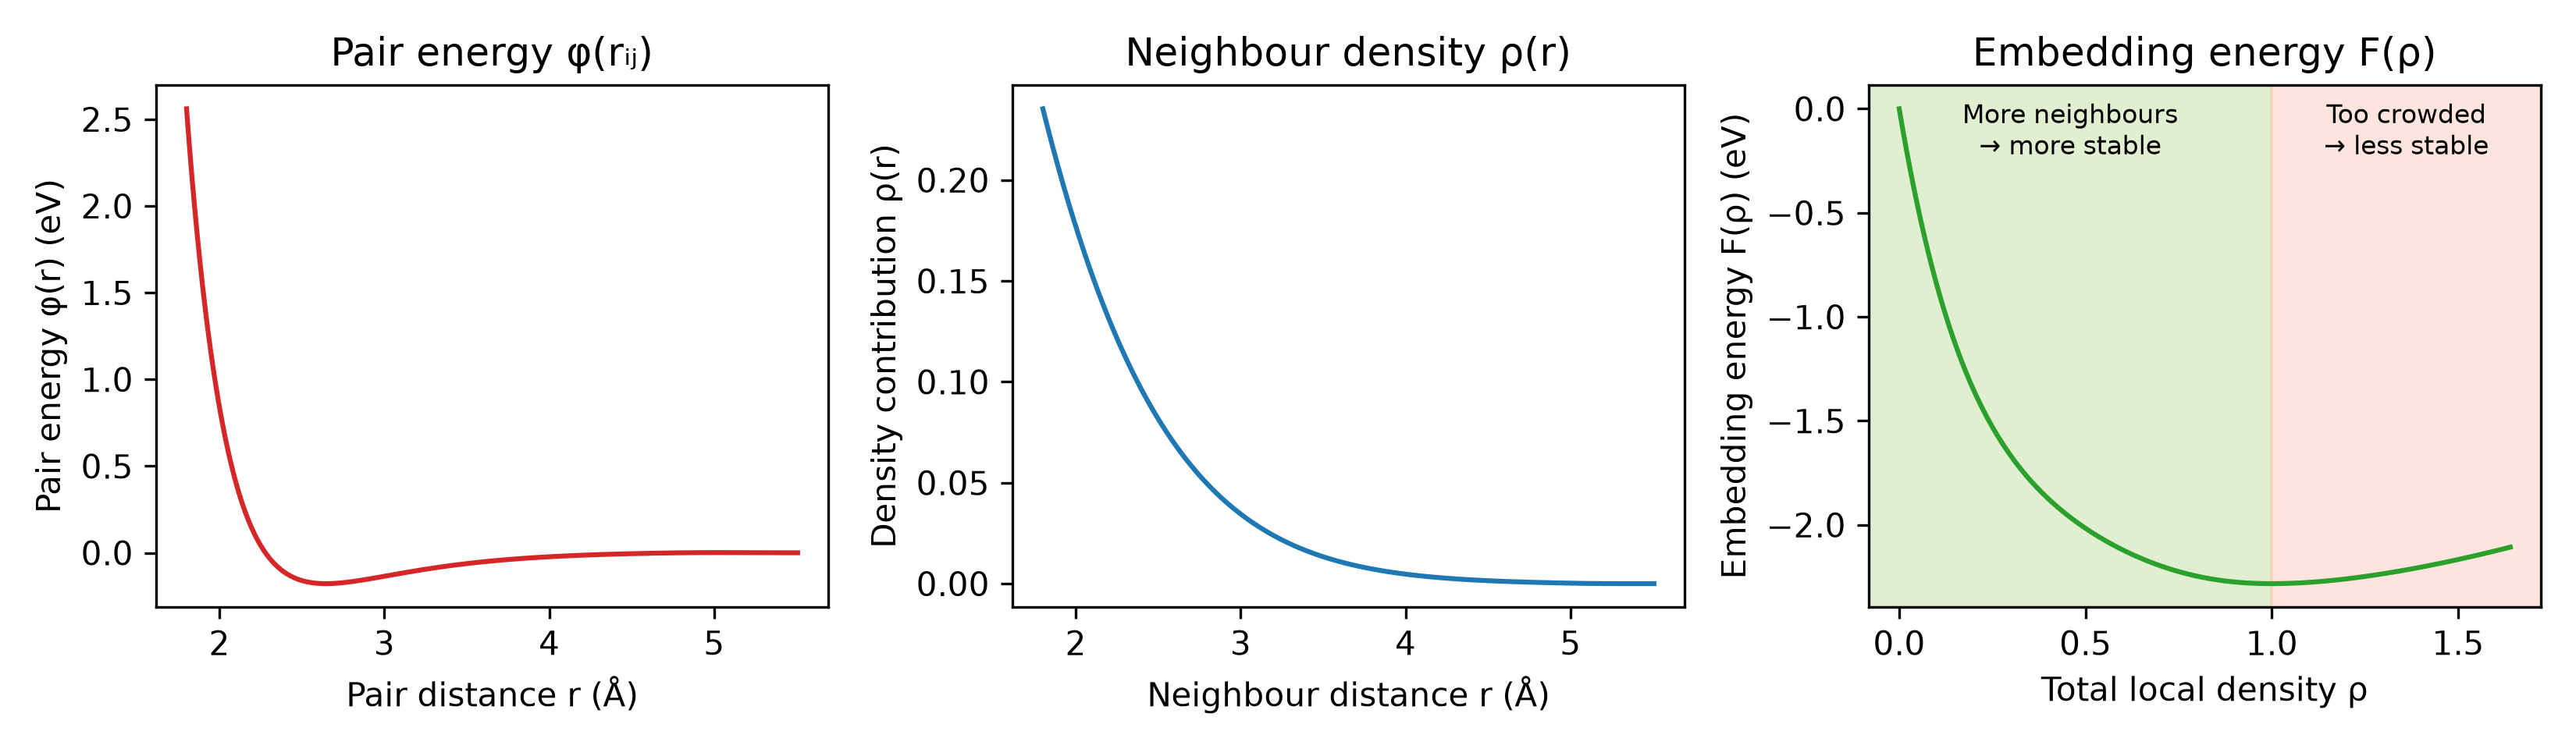 Pair energy φ(rᵢⱼ)
Pair energy φ(r) (eV)
2.5
2.0
1.5
1.0
0.5
0.0
2 3 4 5
Pair distance r (Å)
Neighbour density ρ(r)
Density contribution ρ(r)
0.20
0.15
0.10
0.05
0.00
2 3 4 5
Neighbour distance r (Å)
Embedding energy F(ρ)
Embedding energy F(ρ) (eV)
More neighbours
→ more stable
Too crowded
→ less stable
0.0
−0.5
−1.0
−1.5
−2.0
0.0 0.5 1.0 1.5
Total local density ρ